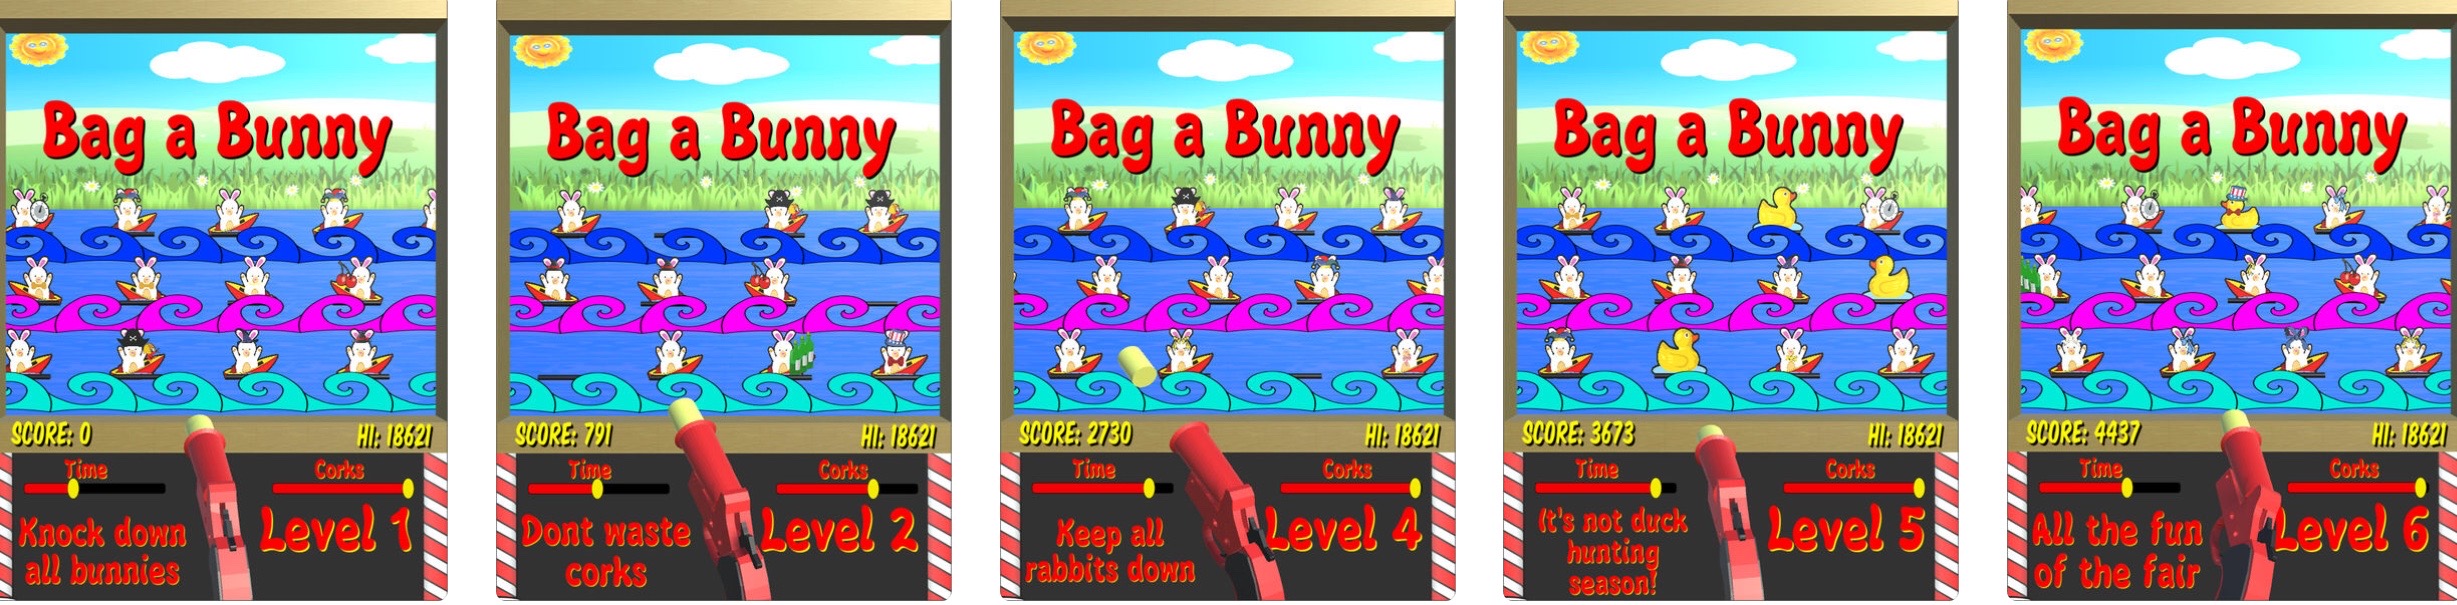 Bag a Bunny
SCORE: 0
HI: 18621
Time
Corks
Knock down
all bunnies
Level 1
Bag a Bunny
SCORE: 791
HI: 18621
Time
Corks
Dont waste
corks
Level 2
Bag a Bunny
SCORE: 2730
HI: 18621
Time
Corks
Keep all
rabbits down
Level 4
Bag a Bunny
SCORE: 3673
HI: 18621
Time
Corks
It's not duck
hunting
season!
Level 5
Bag a Bunny
SCORE: 4437
HI: 18621
Time
Corks
All the fun
of the fair
Level 6